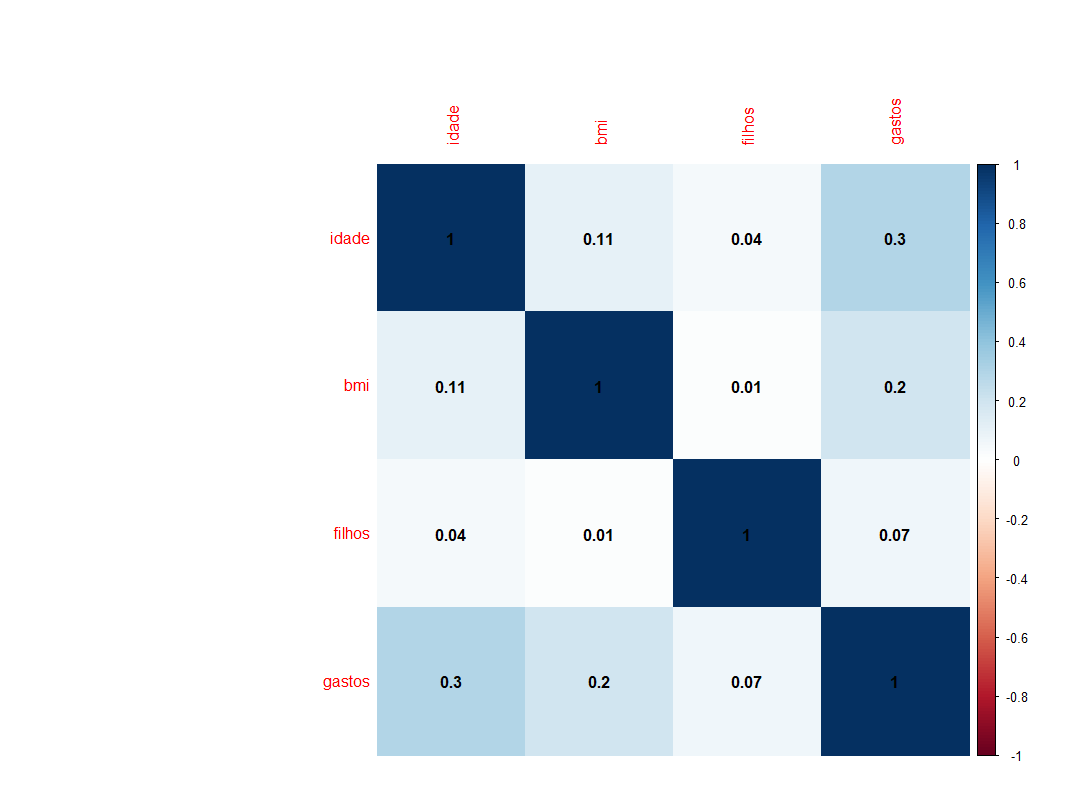 idade bmi filhos gastos
idade 1 0.11 0.04 0.3
bmi 0.11 1 0.01 0.2
filhos 0.04 0.01 1 0.07
gastos 0.3 0.2 0.07 1
1
0.8
0.6
0.4
0.2
0
-0.2
-0.4
-0.6
-0.8
-1